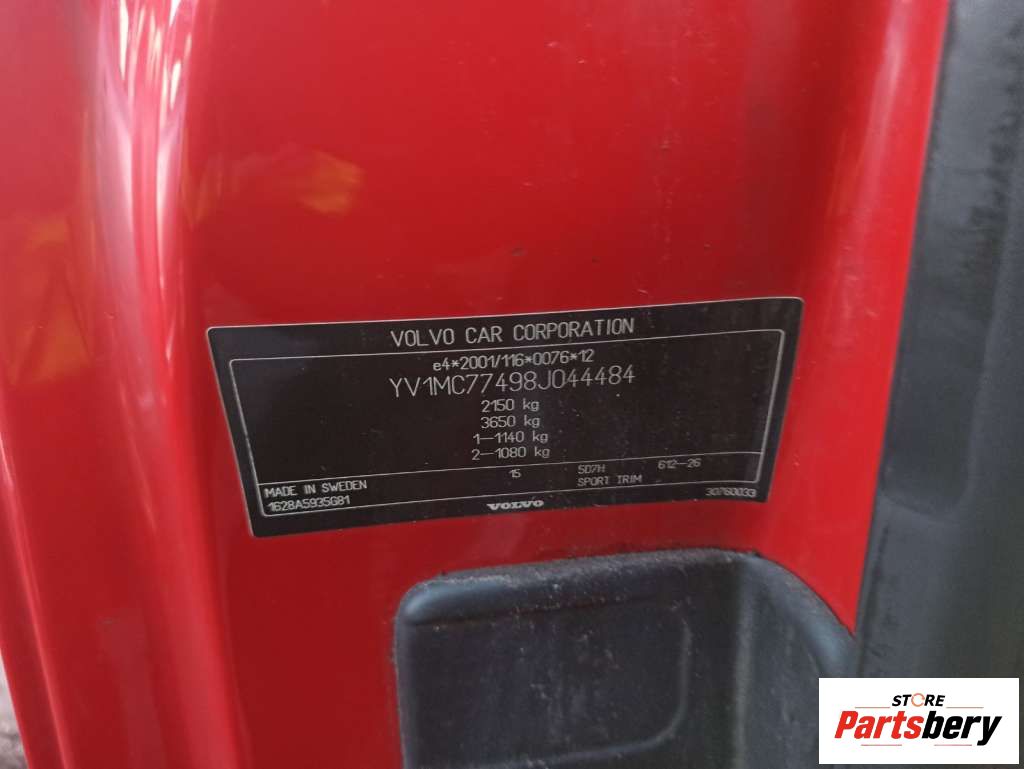 VOLVO CAR CORPORATION
e4*2001/116*0076*12
YV1MC77498J044484
2150 kg
3650 kg
1-1140 kg
2-1080 kg
15 5D7H 612-26
MADE IN SWEDEN SPORT TRIM
1628A5935G81 VOLVO 30760033
STORE
Partsbery